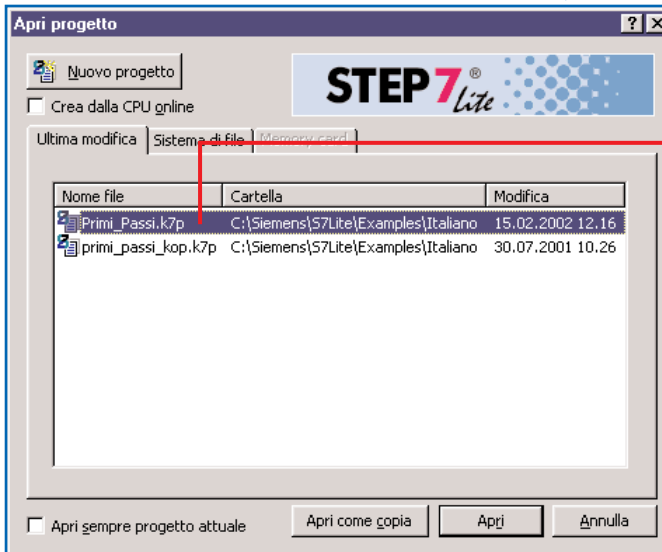 Apri progetto
Nuovo progetto
STEP 7® Lite
Crea dalla CPU online
Ultima modifica Sistema di file Memory card
Nome file Cartella Modifica
Primi_Passi.k7p C:\Siemens\S7Lite\Examples\Italiano 15.02.2002 12.16
primi_passi_kop.k7p C:\Siemens\S7Lite\Examples\Italiano 30.07.2001 10.26
Apri sempre progetto attuale Apri come copia Apri Annulla